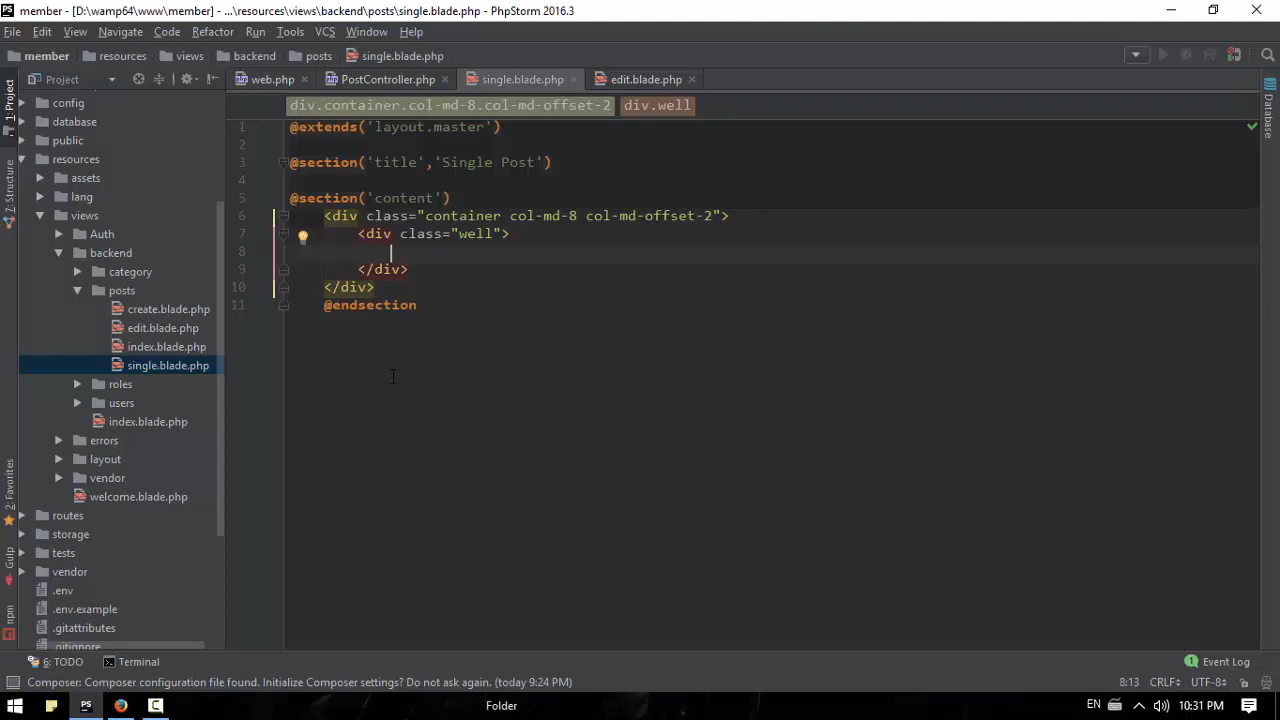 member - [D:\wamp64\www\member] - ...\resources\views\backend\posts\single.blade.php - PhpStorm 2016.3
File Edit View Navigate Code Refactor Run Tools VCS Window Help
member resources views backend posts single.blade.php
Project web.php PostController.php single.blade.php edit.blade.php
div.container.col-md-8.col-md-offset-2 div.well
1: Project
7: Structure
2: Favorites
Gulp
npm
Database
config
database
public
resources
assets
lang
views
Auth
backend
category
posts
create.blade.php
edit.blade.php
index.blade.php
single.blade.php
roles
users
index.blade.php
errors
layout
vendor
welcome.blade.php
routes
storage
tests
vendor
.env
.env.example
.gitattributes
.gitignore
1 @extends('layout.master')
2
3 @section('title','Single Post')
4
5 @section('content')
6 <div class="container col-md-8 col-md-offset-2">
7 <div class="well">
8
9 </div>
10 </div>
11 @endsection
6: TODO Terminal 1 Event Log
Composer: Composer configuration file found. Initialize Composer settings? Do not ask again. (today 9:24 PM) 8:13 CRLF÷ UTF-8÷
Folder EN 10:31 PM